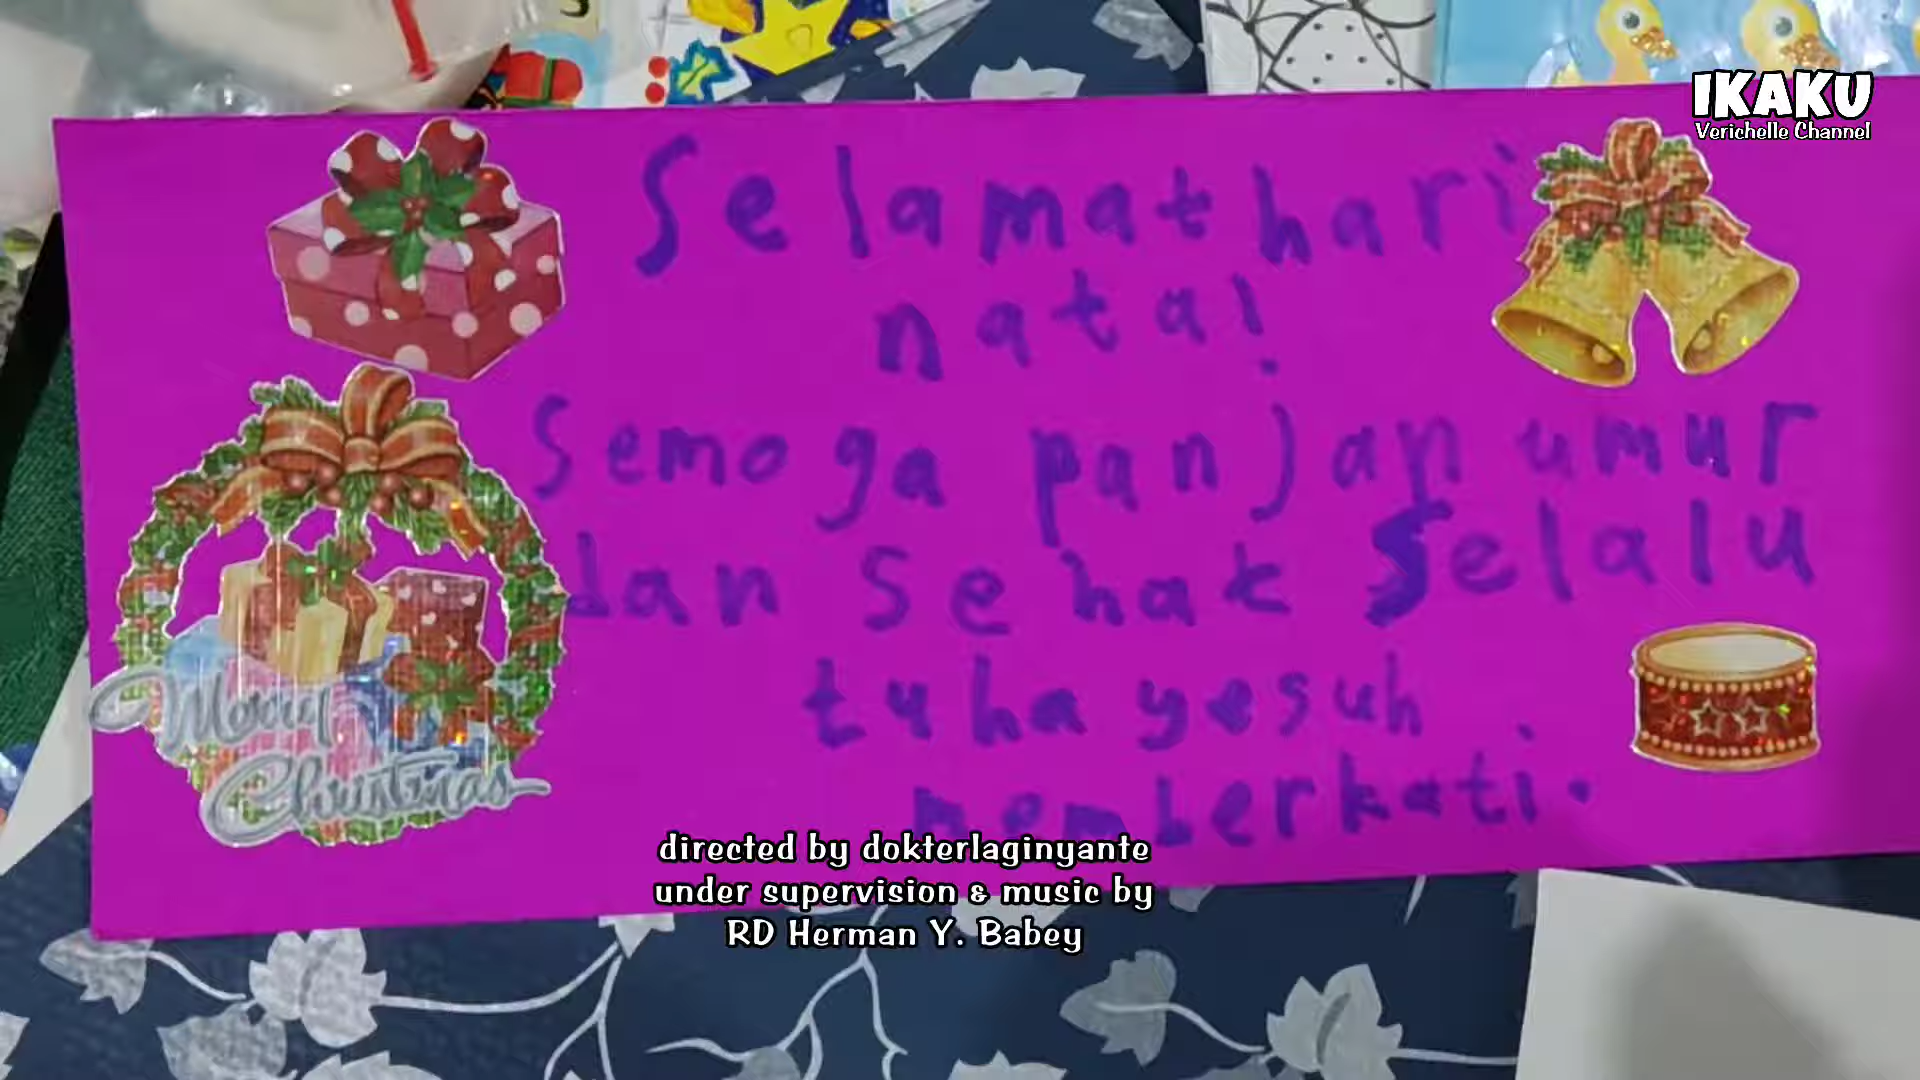 IKAKU
Verichelle Channel
Selamat hari
natal
Semoga panjan umur
dan sehat selalu
tuha yesuh
memberkati.
Merry
Christmas
directed by dokterlaginyante
under supervision & music by
RD Herman Y. Babey